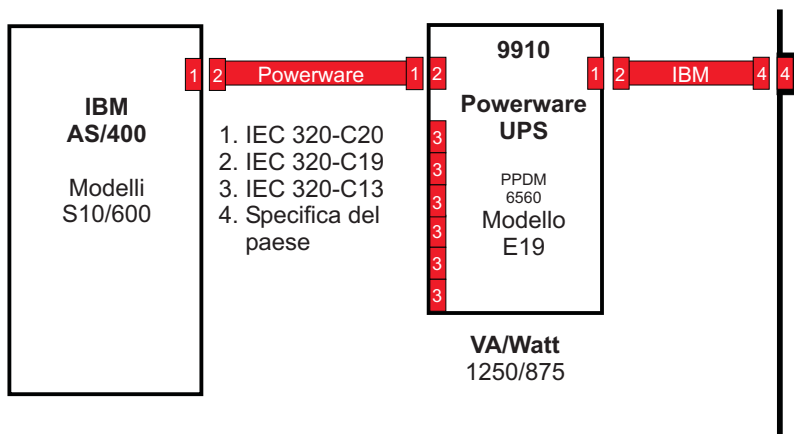 IBM
AS/400
Modelli
S10/600
1
2 Powerware 1
1. IEC 320-C20
2. IEC 320-C19
3. IEC 320-C13
4. Specifica del
paese
9910
2
1
Powerware
UPS
PPDM
6560
Modello
E19
3
3
3
3
3
3
VA/Watt
1250/875
2 IBM 4
4